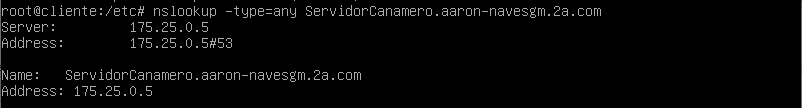 root@cliente:/etc# nslookup -type=any ServidorCanamero.aaron-navesgm.2a.com
Server:         175.25.0.5
Address:        175.25.0.5#53
Name:   ServidorCanamero.aaron-navesgm.2a.com
Address: 175.25.0.5